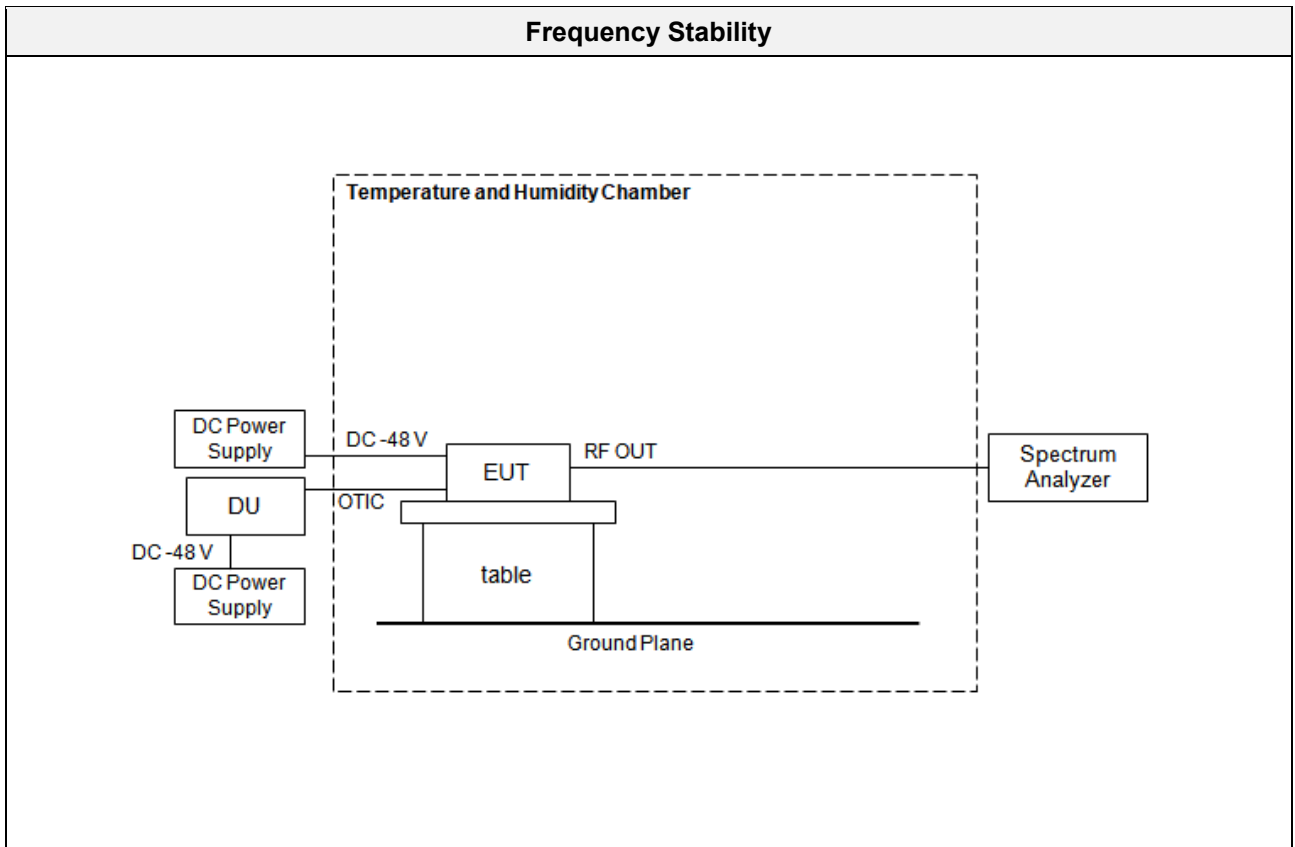 Frequency Stability
Temperature and Humidity Chamber
DC Power
Supply
DC -48 V
EUT
RF OUT
Spectrum
Analyzer
DU
OTIC
DC -48 V
DC Power
Supply
table
Ground Plane